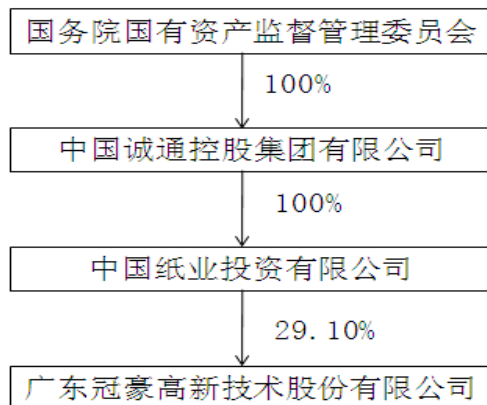 国务院国有资产监督管理委员会
100%
中国诚通控股集团有限公司
100%
中国纸业投资有限公司
29.10%
广东冠豪高新技术股份有限公司